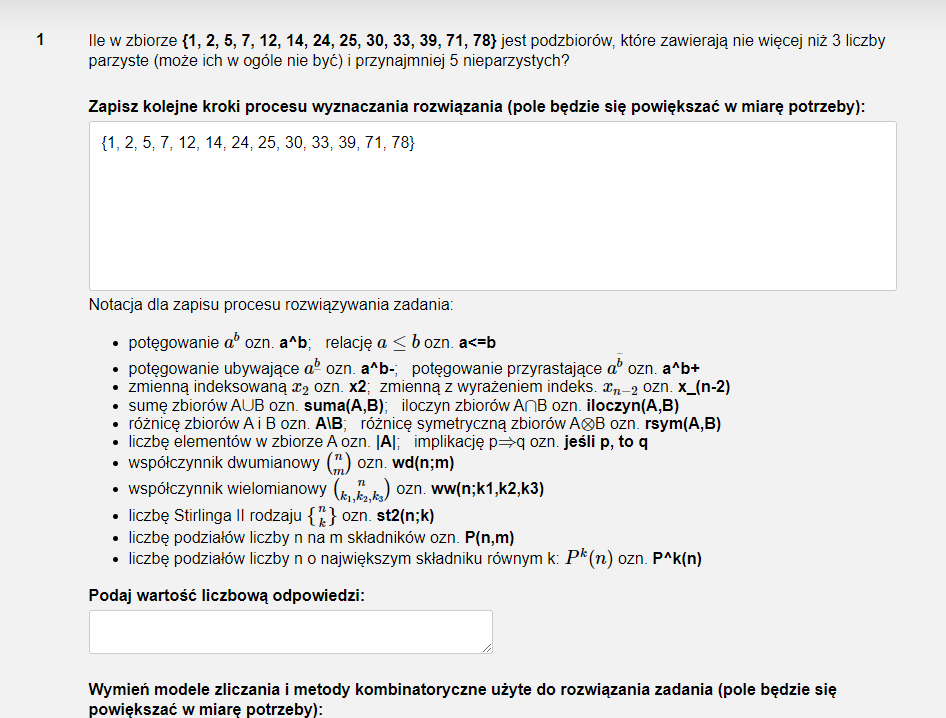 1
Ile w zbiorze {1, 2, 5, 7, 12, 14, 24, 25, 30, 33, 39, 71, 78} jest podzbiorów, które zawierają nie więcej niż 3 liczby
parzyste (może ich w ogóle nie być) i przynajmniej 5 nieparzystych?
Zapisz kolejne kroki procesu wyznaczania rozwiązania (pole będzie się powiększać w miarę potrzeby):
{1, 2, 5, 7, 12, 14, 24, 25, 30, 33, 39, 71, 78}
Notacja dla zapisu procesu rozwiązywania zadania:
• potęgowanie a^b ozn. a^b; relację a ≤ b ozn. a<=b
• potęgowanie ubywające a^{\underline{b}} ozn. a^b-; potęgowanie przyrastające a^{\overline{b}} ozn. a^b+
• zmienną indeksowaną x₂ ozn. x2; zmienną z wyrażeniem indeks. x_{n−2} ozn. x_(n-2)
• sumę zbiorów A∪B ozn. suma(A,B); iloczyn zbiorów A∩B ozn. iloczyn(A,B)
• różnicę zbiorów A i B ozn. A\B; różnicę symetryczną zbiorów A⊗B ozn. rsym(A,B)
• liczbę elementów w zbiorze A ozn. |A|; implikację p⇒q ozn. jeśli p, to q
• współczynnik dwumianowy \binom{n}{m} ozn. wd(n;m)
• współczynnik wielomianowy \binom{n}{k₁,k₂,k₃} ozn. ww(n;k1,k2,k3)
• liczbę Stirlinga II rodzaju {n \brace k} ozn. st2(n;k)
• liczbę podziałów liczby n na m składników ozn. P(n,m)
• liczbę podziałów liczby n o największym składniku równym k: P^k(n) ozn. P^k(n)
Podaj wartość liczbową odpowiedzi:
Wymień modele zliczania i metody kombinatoryczne użyte do rozwiązania zadania (pole będzie się
powiększać w miarę potrzeby):